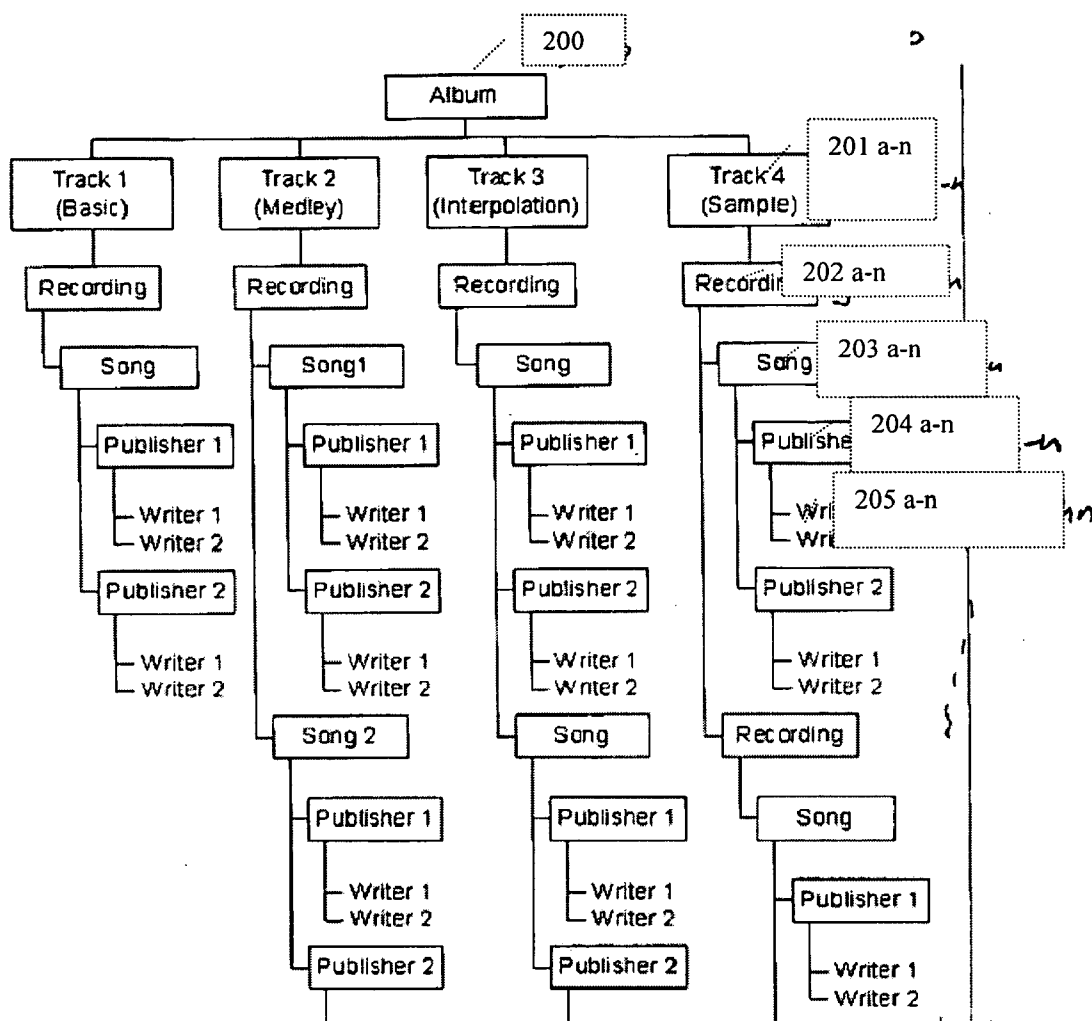 200
Album
201 a-n
Track 1
(Basic)
Track 2
(Medley)
Track 3
(Interpolation)
Track 4
(Sample)
Recording
Recording
Recording
202 a-n
Song
Song1
Song
Song
203 a-n
Publisher 1
Publisher 1
Publisher 1
204 a-n
Writer 1
Writer 2
Writer 1
Writer 2
Writer 1
Writer 2
205 a-n
Publisher 2
Publisher 2
Publisher 2
Publisher 2
Writer 1
Writer 2
Writer 1
Writer 2
Writer 1
Writer 2
Writer 1
Writer 2
Song 2
Song
Recording
Publisher 1
Publisher 1
Song
Writer 1
Writer 2
Writer 1
Writer 2
Publisher 1
Publisher 2
Publisher 2
Writer 1
Writer 2